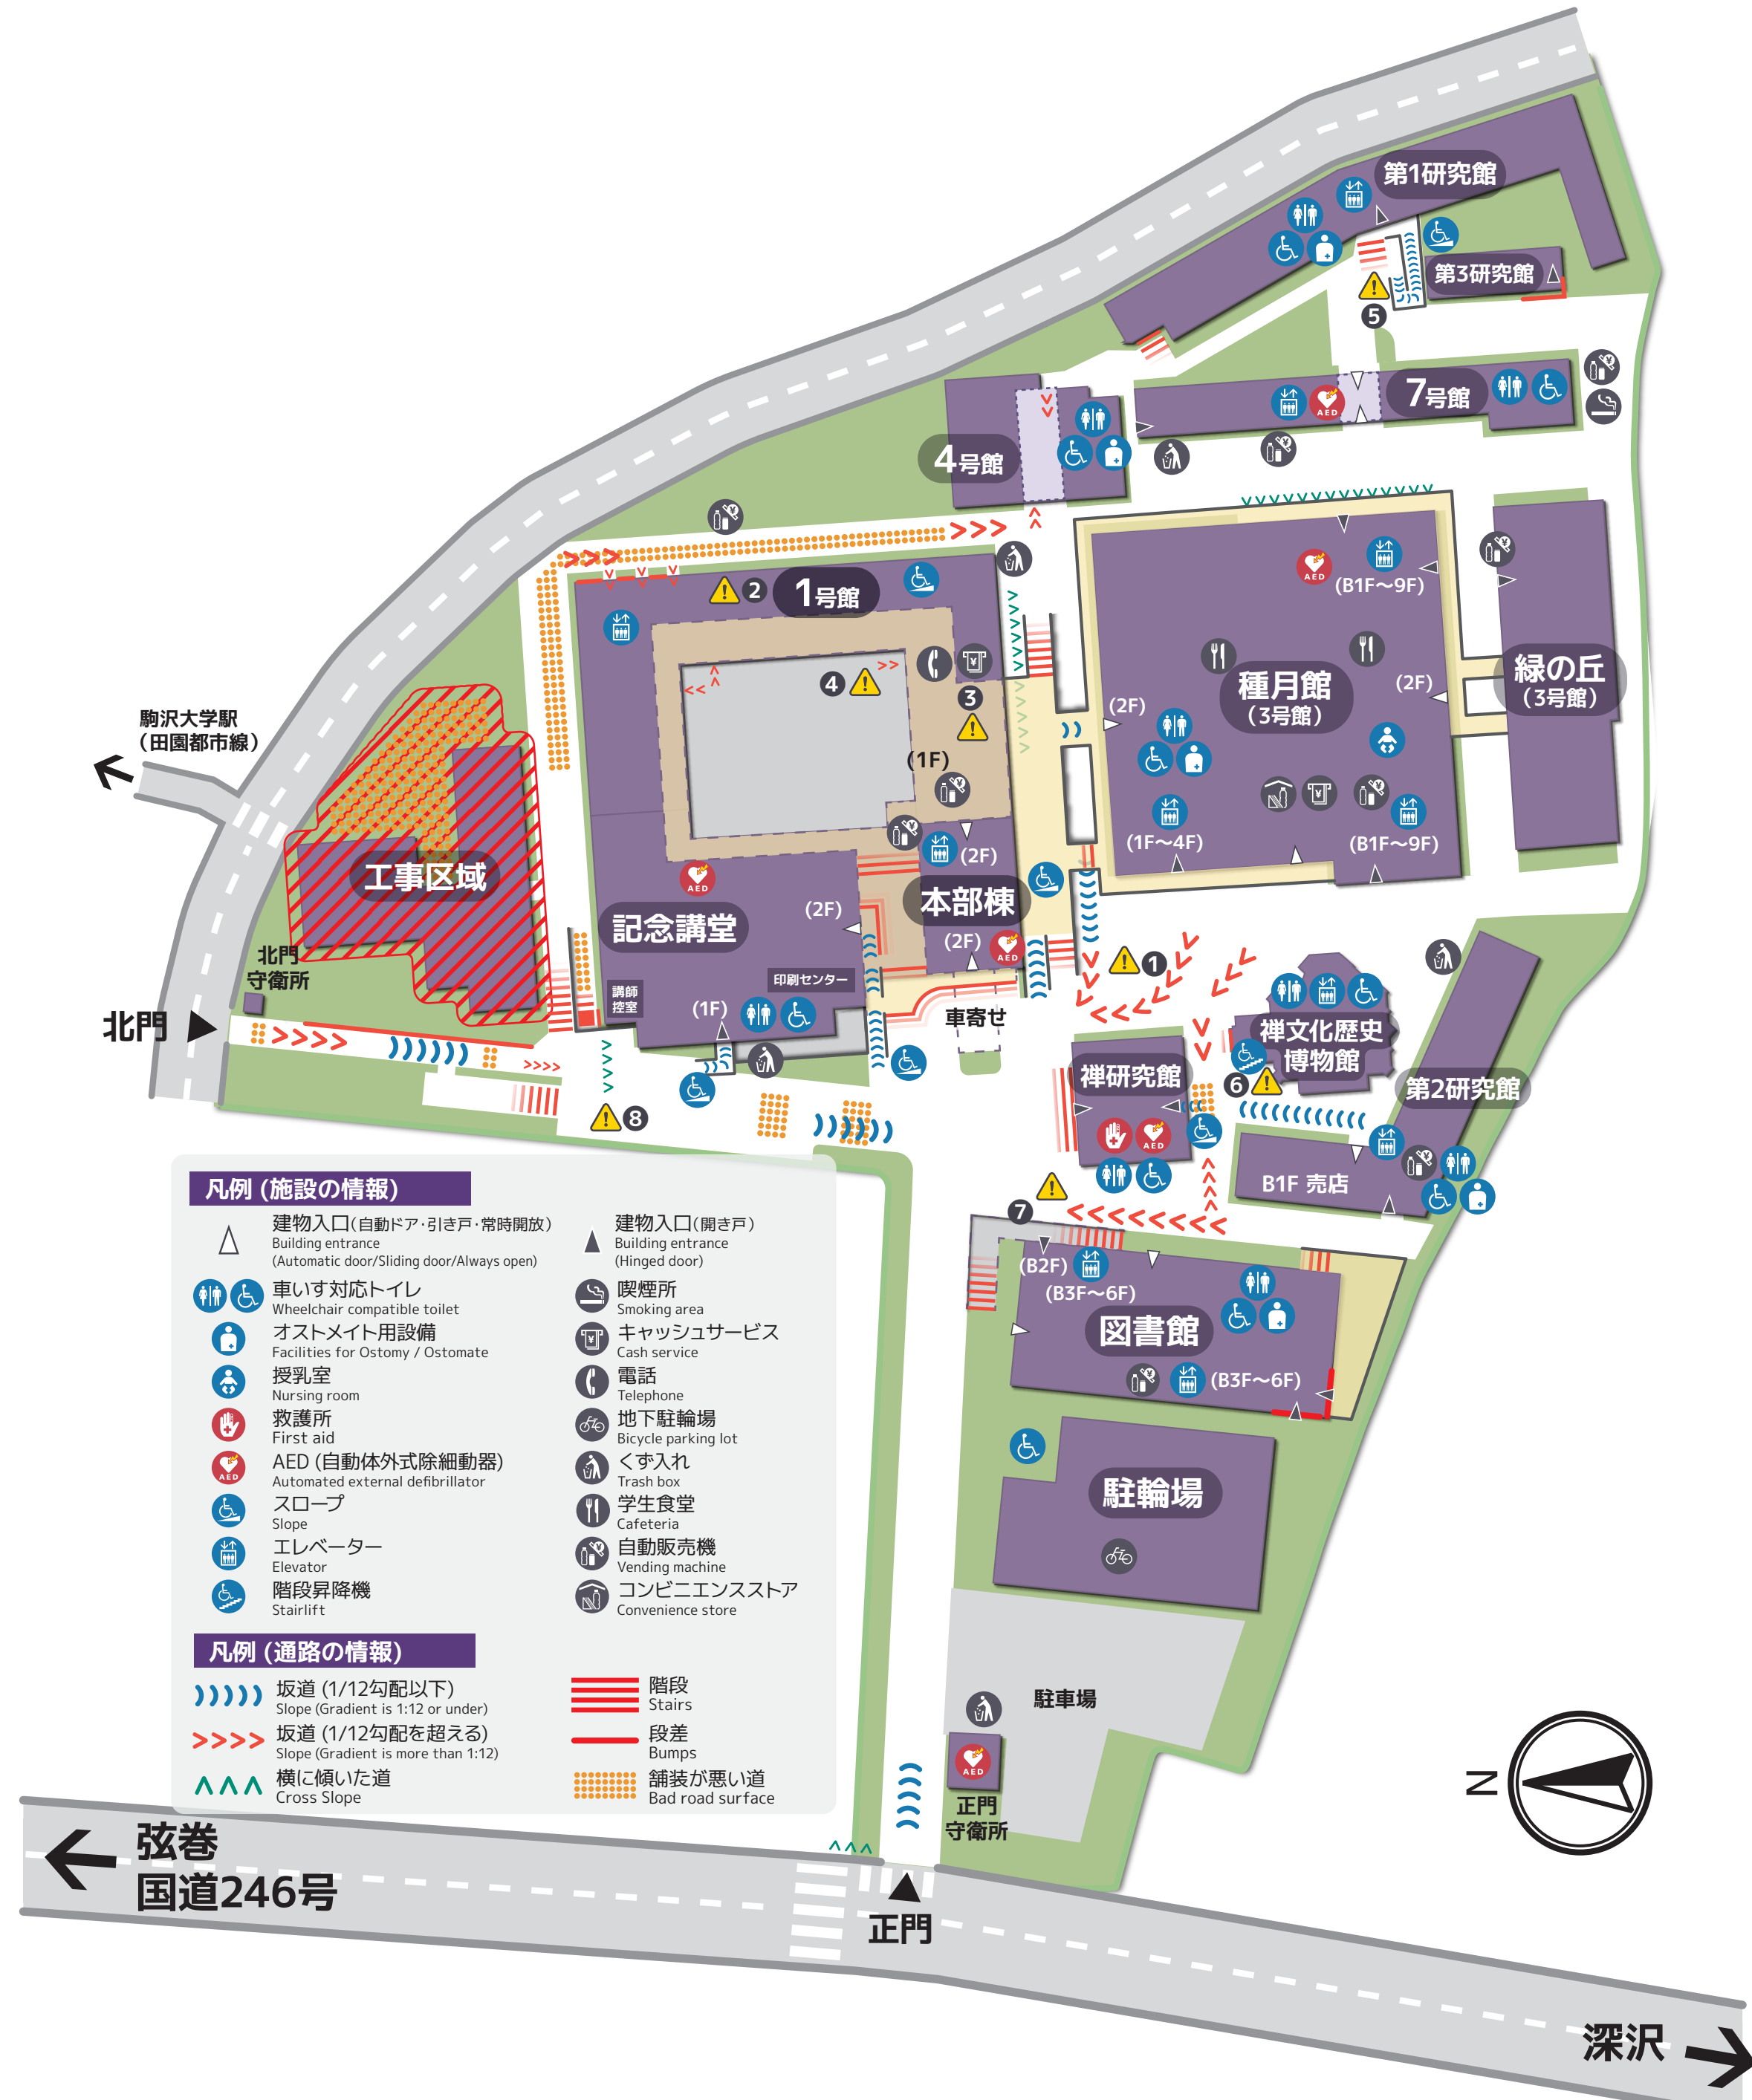 第1研究館
第3研究館
5
7号館
AED
4号館
2
1号館
AED
(B1F～9F)
4
3
種月館
(3号館)
(2F)
(2F)
緑の丘
(3号館)
駒沢大学駅
(田園都市線)
(1F)
(1F～4F)
(B1F～9F)
工事区域
AED
(2F)
本部棟
記念講堂
(2F)
(2F)
AED
1
北門
守衛所
講師
控室
印刷センター
(1F)
車寄せ
北門
禅文化歴史
博物館
禅研究館
6
第2研究館
8
AED
B1F 売店
7
(B2F)
(B3F～6F)
図書館
(B3F～6F)
駐輪場
駐車場
AED
正門
守衛所
凡例 (施設の情報)
建物入口(自動ドア・引き戸・常時開放)
Building entrance
(Automatic door/Sliding door/Always open)
車いす対応トイレ
Wheelchair compatible toilet
オストメイト用設備
Facilities for Ostomy / Ostomate
授乳室
Nursing room
救護所
First aid
AED
AED (自動体外式除細動器)
Automated external defibrillator
スロープ
Slope
エレベーター
Elevator
階段昇降機
Stairlift
建物入口(開き戸)
Building entrance
(Hinged door)
喫煙所
Smoking area
キャッシュサービス
Cash service
電話
Telephone
地下駐輪場
Bicycle parking lot
くず入れ
Trash box
学生食堂
Cafeteria
自動販売機
Vending machine
コンビニエンスストア
Convenience store
凡例 (通路の情報)
坂道 (1/12勾配以下)
Slope (Gradient is 1:12 or under)
坂道 (1/12勾配を超える)
Slope (Gradient is more than 1:12)
横に傾いた道
Cross Slope
階段
Stairs
段差
Bumps
舗装が悪い道
Bad road surface
N
弦巻
国道246号
正門
深沢